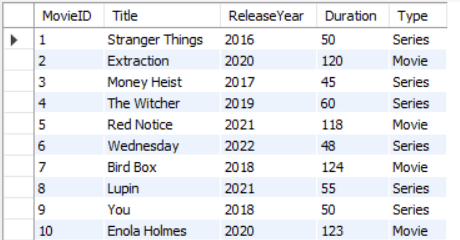 MovieID Title ReleaseYear Duration Type
1 Stranger Things 2016 50 Series
2 Extraction 2020 120 Movie
3 Money Heist 2017 45 Series
4 The Witcher 2019 60 Series
5 Red Notice 2021 118 Movie
6 Wednesday 2022 48 Series
7 Bird Box 2018 124 Movie
8 Lupin 2021 55 Series
9 You 2018 50 Series
10 Enola Holmes 2020 123 Movie